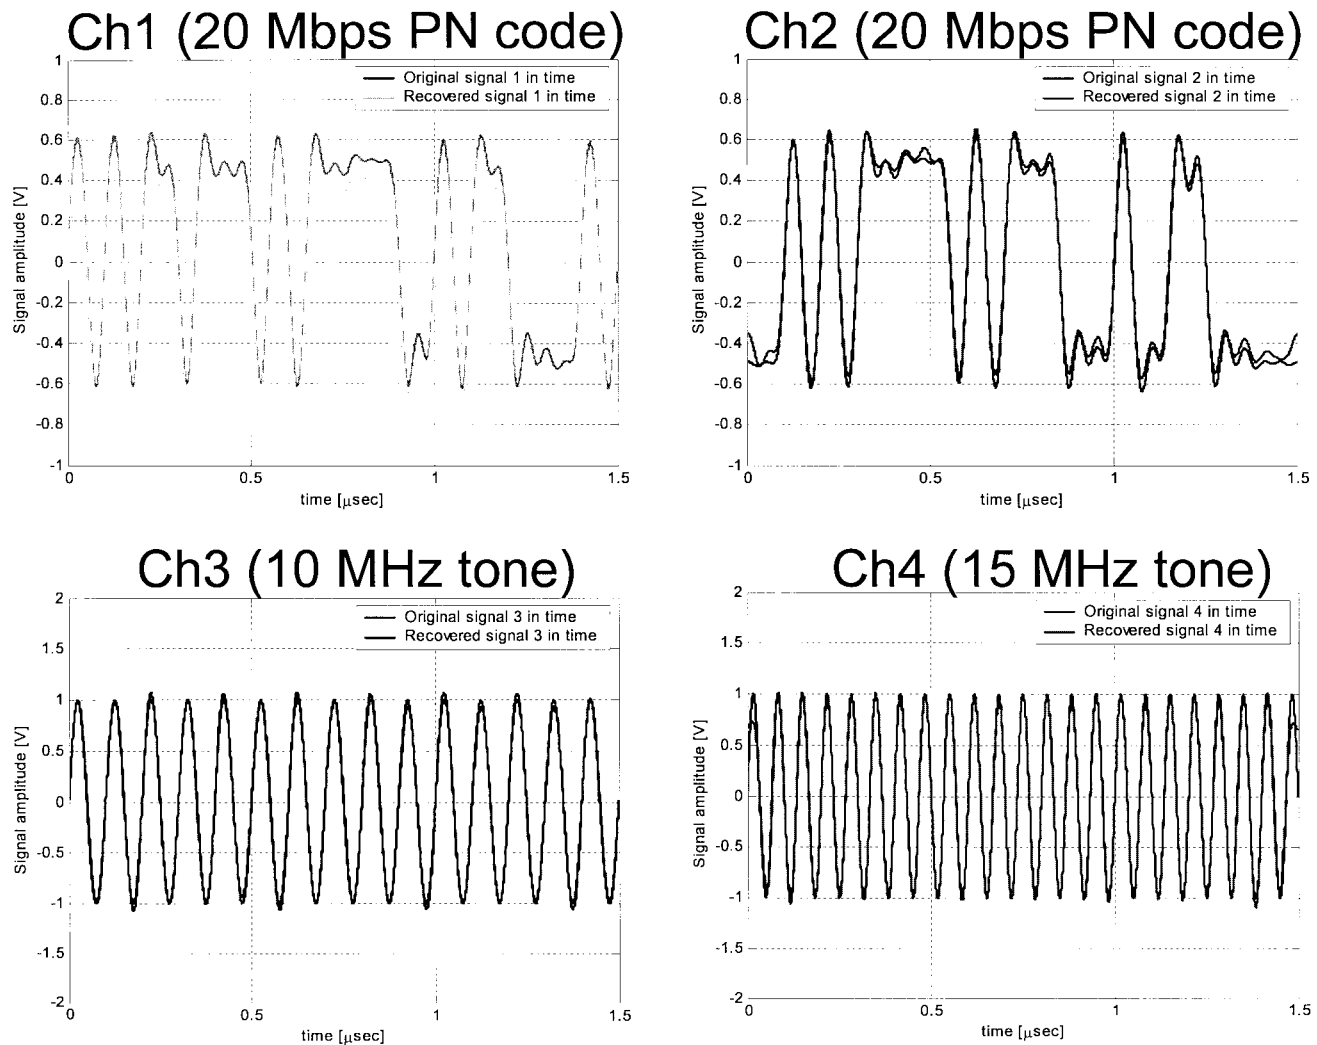 Ch1 (20 Mbps PN code)
Original signal 1 in time
Recovered signal 1 in time
1
0.8
0.6
0.4
0.2
0
-0.2
-0.4
-0.6
-0.8
-1
Signal amplitude [V]
0 0.5 1 1.5
time [μsec]
Ch2 (20 Mbps PN code)
Original signal 2 in time
Recovered signal 2 in time
1
0.8
0.6
0.4
0.2
0
-0.2
-0.4
-0.6
-0.8
-1
Signal amplitude [V]
0 0.5 1 1.5
time [μsec]
Ch3 (10 MHz tone)
Original signal 3 in time
Recovered signal 3 in time
2
1.5
1
0.5
0
-0.5
-1
-1.5
-2
Signal amplitude [V]
0 0.5 1 1.5
time [μsec]
Ch4 (15 MHz tone)
Original signal 4 in time
Recovered signal 4 in time
2
1.5
1
0.5
0
-0.5
-1
-1.5
-2
Signal amplitude [V]
0 0.5 1 1.5
time [μsec]